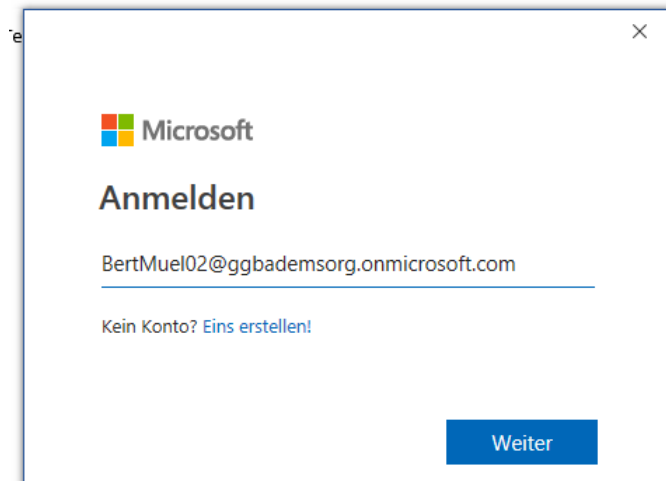 Microsoft
Anmelden
BertMuel02@ggbademsorg.onmicrosoft.com
Kein Konto? Eins erstellen!
Weiter